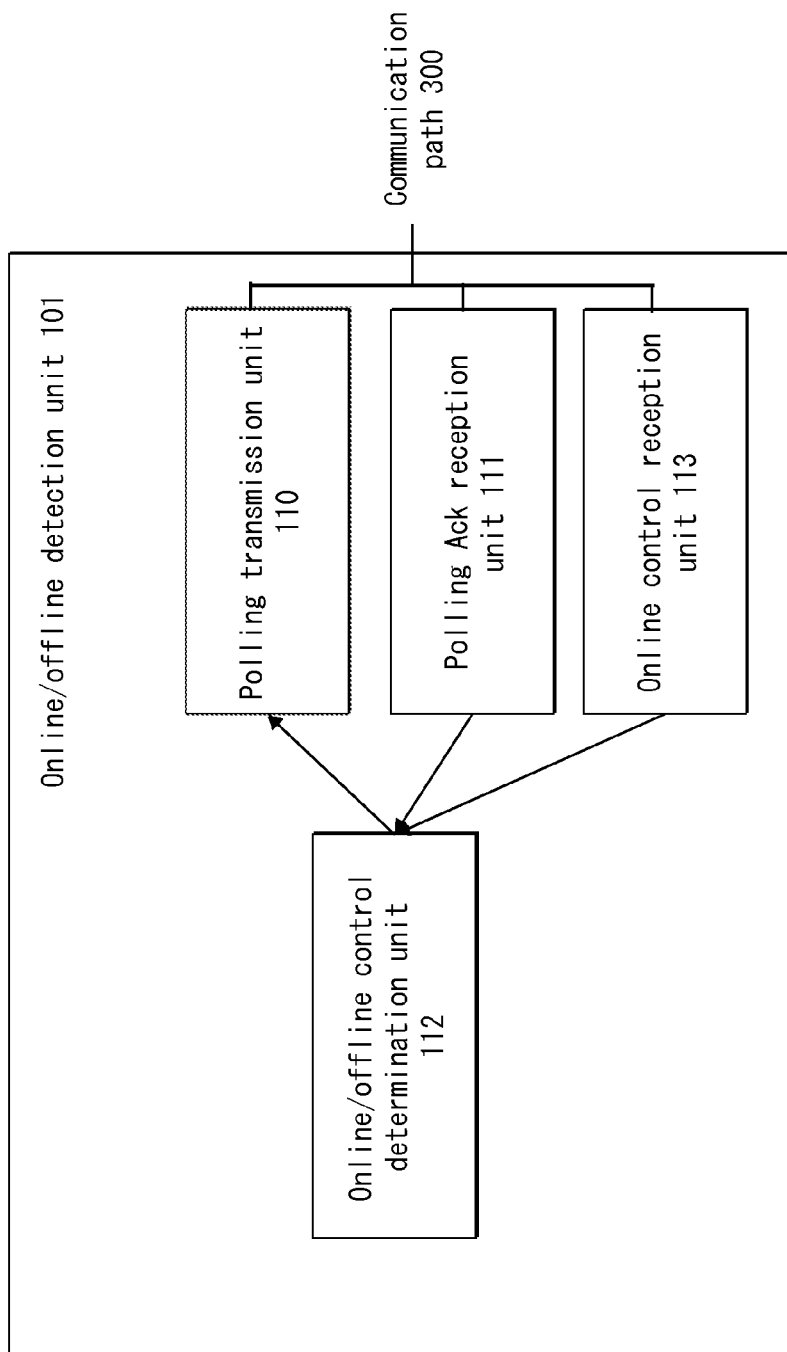 Online/offline detection unit 101
Polling transmission unit
110
Polling Ack reception
unit 111
Online control reception
unit 113
Online/offline control
determination unit
112
Communication
path 300